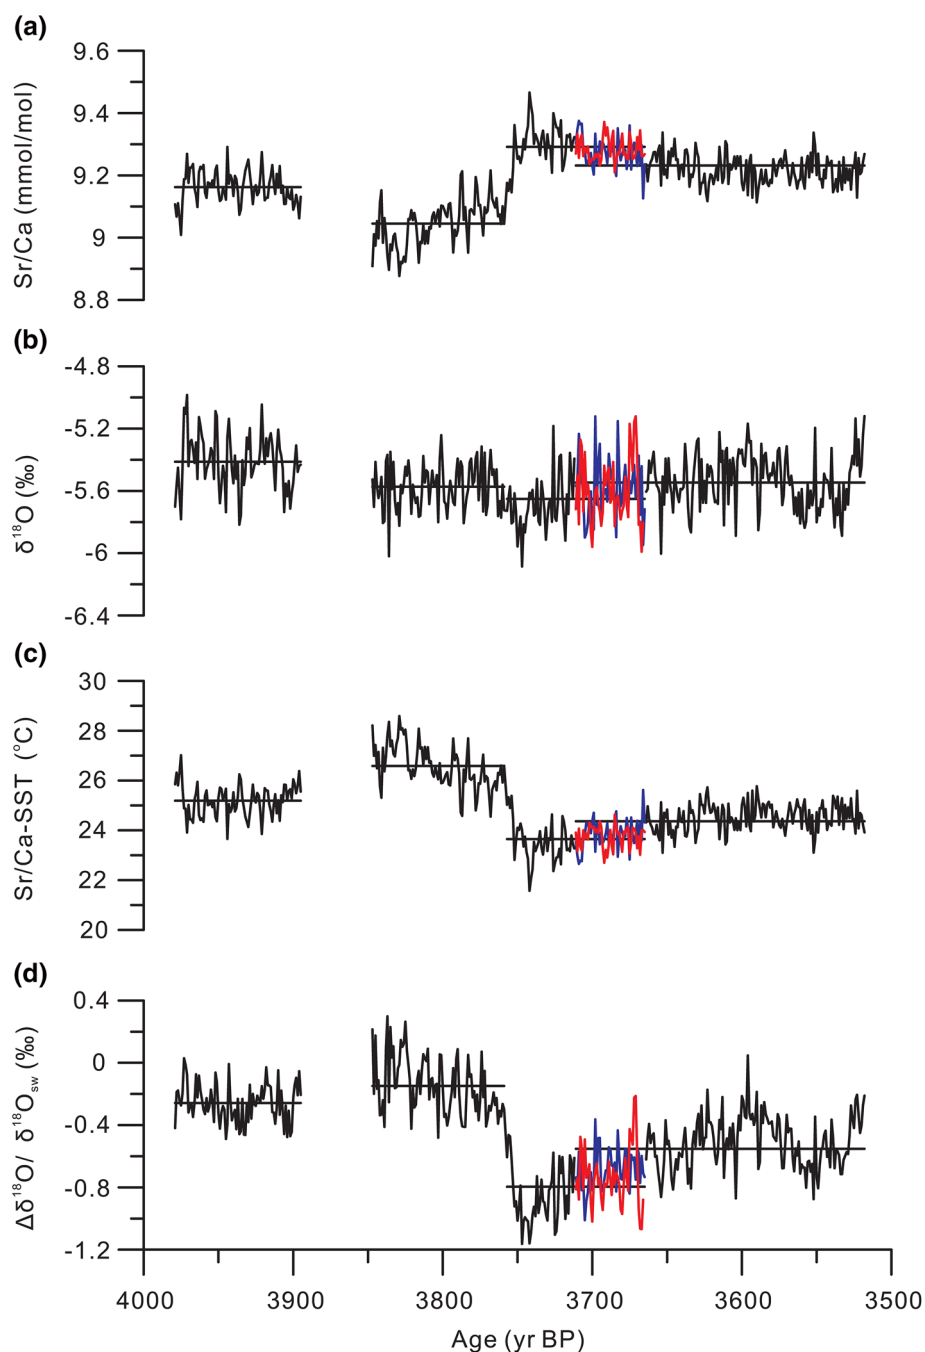 (a)
9.6
9.4
9.2
9
8.8
Sr/Ca (mmol/mol)
(b)
-4.8
-5.2
-5.6
-6
-6.4
δ¹⁸O (‰)
(c)
30
28
26
24
22
20
Sr/Ca-SST (°C)
(d)
0.4
0
-0.4
-0.8
-1.2
Δδ¹⁸O/ δ¹⁸Osw (‰)
4000 3900 3800 3700 3600 3500
Age (yr BP)